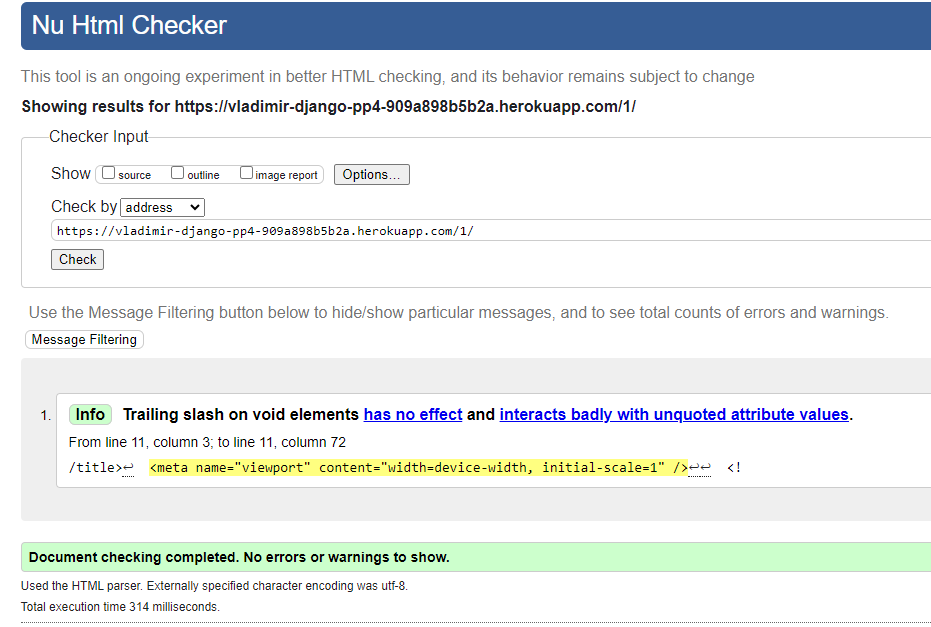 Nu Html Checker
This tool is an ongoing experiment in better HTML checking, and its behavior remains subject to change
Showing results for https://vladimir-django-pp4-909a898b5b2a.herokuapp.com/1/
Checker Input
Show source outline image report Options...
Check by address
https://vladimir-django-pp4-909a898b5b2a.herokuapp.com/1/
Check
Use the Message Filtering button below to hide/show particular messages, and to see total counts of errors and warnings.
Message Filtering
1. Info Trailing slash on void elements has no effect and interacts badly with unquoted attribute values.
From line 11, column 3; to line 11, column 72
/title>↩ <meta name="viewport" content="width=device-width, initial-scale=1" />↩↩ <!
Document checking completed. No errors or warnings to show.
Used the HTML parser. Externally specified character encoding was utf-8.
Total execution time 314 milliseconds.